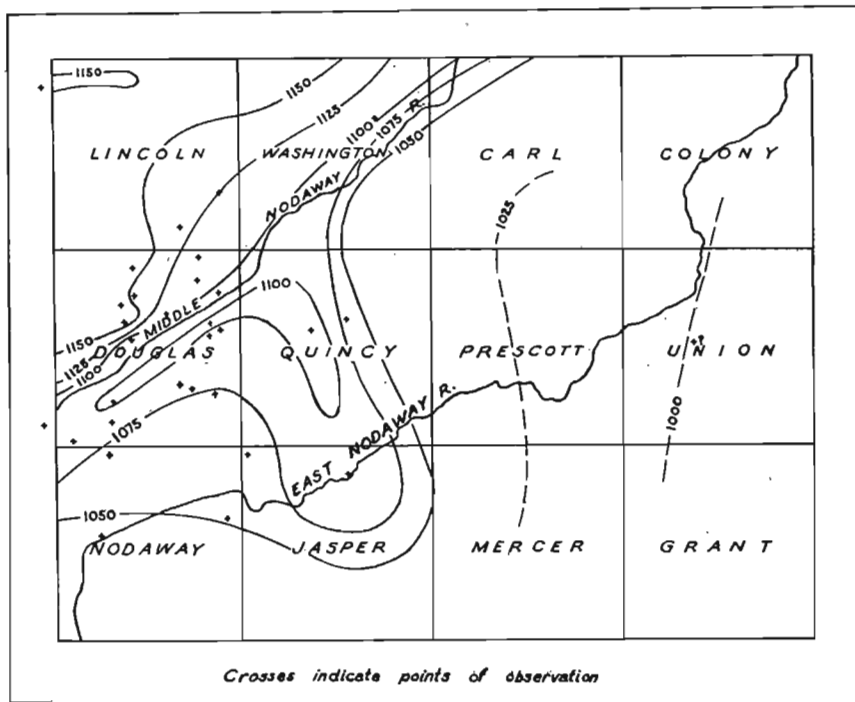 1150
1150
1125
1100
1075
R.
1050
LINCOLN
WASHINGTON
CARL
COLONY
NODAWAY
1025
1100
MIDDLE
1150
1125
1100
DOUGLAS
QUINCY
PRESCOTT
UNION
1075
EAST NODAWAY R.
1000
1050
NODAWAY
JASPER
MERCER
GRANT
Crosses indicate points of observation